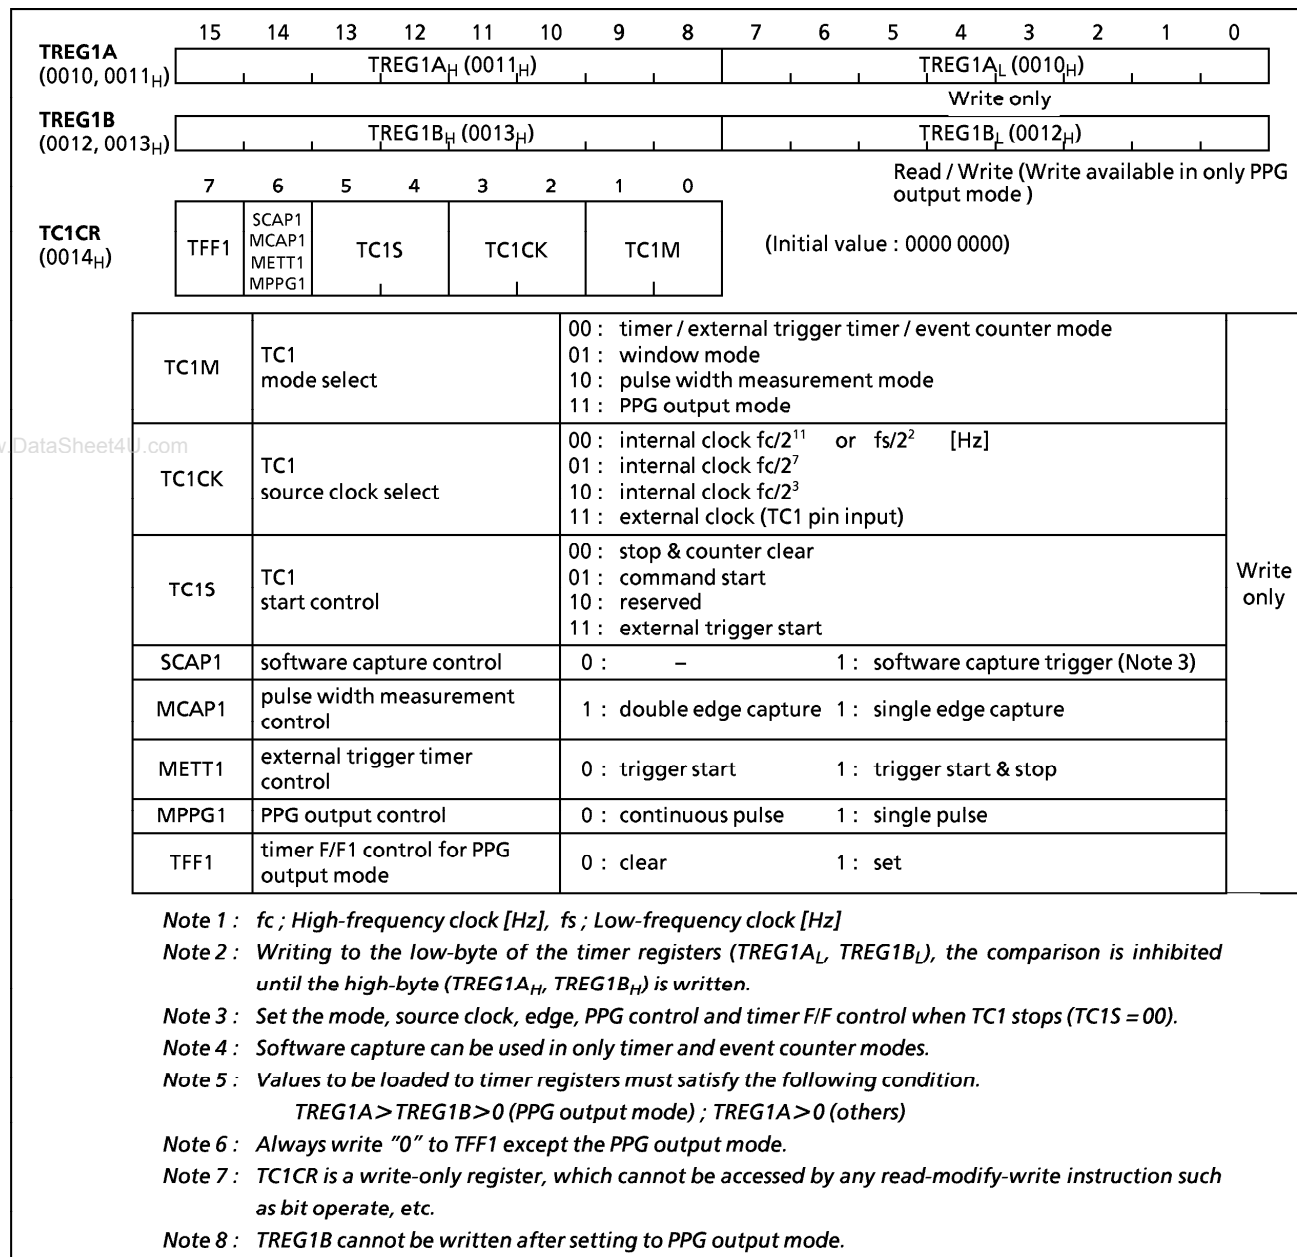 15 14 13 12 11 10 9 8 7 6 5 4 3 2 1 0
TREG1A
(0010, 0011H)
TREG1AH (0011H) TREG1AL (0010H)
Write only
TREG1B
(0012, 0013H)
TREG1BH (0013H) TREG1BL (0012H)
Read / Write (Write available in only PPG
output mode )
7 6 5 4 3 2 1 0
TC1CR
(0014H)
TFF1
SCAP1
MCAP1
METT1
MPPG1
TC1S TC1CK TC1M
(Initial value : 0000 0000)
TC1M
TC1
mode select
00 : timer / external trigger timer / event counter mode
01 : window mode
10 : pulse width measurement mode
11 : PPG output mode
w.DataSheet4U.com
TC1CK
TC1
source clock select
00 : internal clock fc/2¹¹ or fs/2² [Hz]
01 : internal clock fc/2⁷
10 : internal clock fc/2³
11 : external clock (TC1 pin input)
TC1S
TC1
start control
00 : stop & counter clear
01 : command start
10 : reserved
11 : external trigger start
Write
only
SCAP1 software capture control 0 : – 1 : software capture trigger (Note 3)
MCAP1
pulse width measurement
control
1 : double edge capture 1 : single edge capture
METT1
external trigger timer
control
0 : trigger start 1 : trigger start & stop
MPPG1 PPG output control 0 : continuous pulse 1 : single pulse
TFF1
timer F/F1 control for PPG
output mode
0 : clear 1 : set
Note 1 : fc ; High-frequency clock [Hz], fs ; Low-frequency clock [Hz]
Note 2 : Writing to the low-byte of the timer registers (TREG1AL, TREG1BL), the comparison is inhibited
until the high-byte (TREG1AH, TREG1BH) is written.
Note 3 : Set the mode, source clock, edge, PPG control and timer F/F control when TC1 stops (TC1S = 00).
Note 4 : Software capture can be used in only timer and event counter modes.
Note 5 : Values to be loaded to timer registers must satisfy the following condition.
TREG1A > TREG1B > 0 (PPG output mode) ; TREG1A > 0 (others)
Note 6 : Always write "0" to TFF1 except the PPG output mode.
Note 7 : TC1CR is a write-only register, which cannot be accessed by any read-modify-write instruction such
as bit operate, etc.
Note 8 : TREG1B cannot be written after setting to PPG output mode.